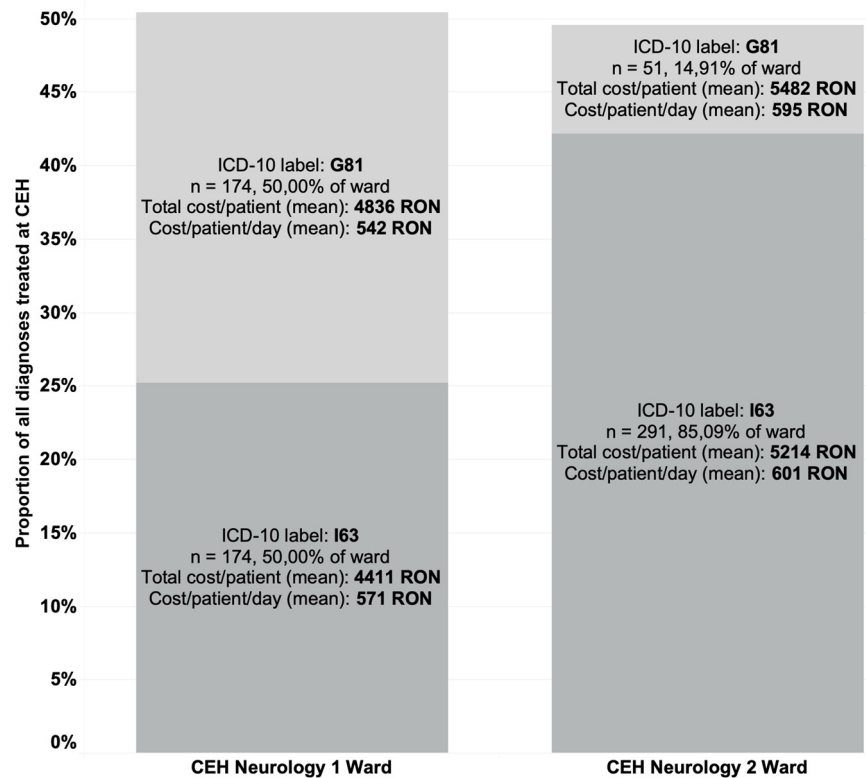 Proportion of all diagnoses treated at CEH
50%
45%
40%
35%
30%
25%
20%
15%
10%
5%
0%
ICD-10 label: G81
n = 174, 50,00% of ward
Total cost/patient (mean): 4836 RON
Cost/patient/day (mean): 542 RON
ICD-10 label: I63
n = 174, 50,00% of ward
Total cost/patient (mean): 4411 RON
Cost/patient/day (mean): 571 RON
ICD-10 label: G81
n = 51, 14,91% of ward
Total cost/patient (mean): 5482 RON
Cost/patient/day (mean): 595 RON
ICD-10 label: I63
n = 291, 85,09% of ward
Total cost/patient (mean): 5214 RON
Cost/patient/day (mean): 601 RON
CEH Neurology 1 Ward
CEH Neurology 2 Ward